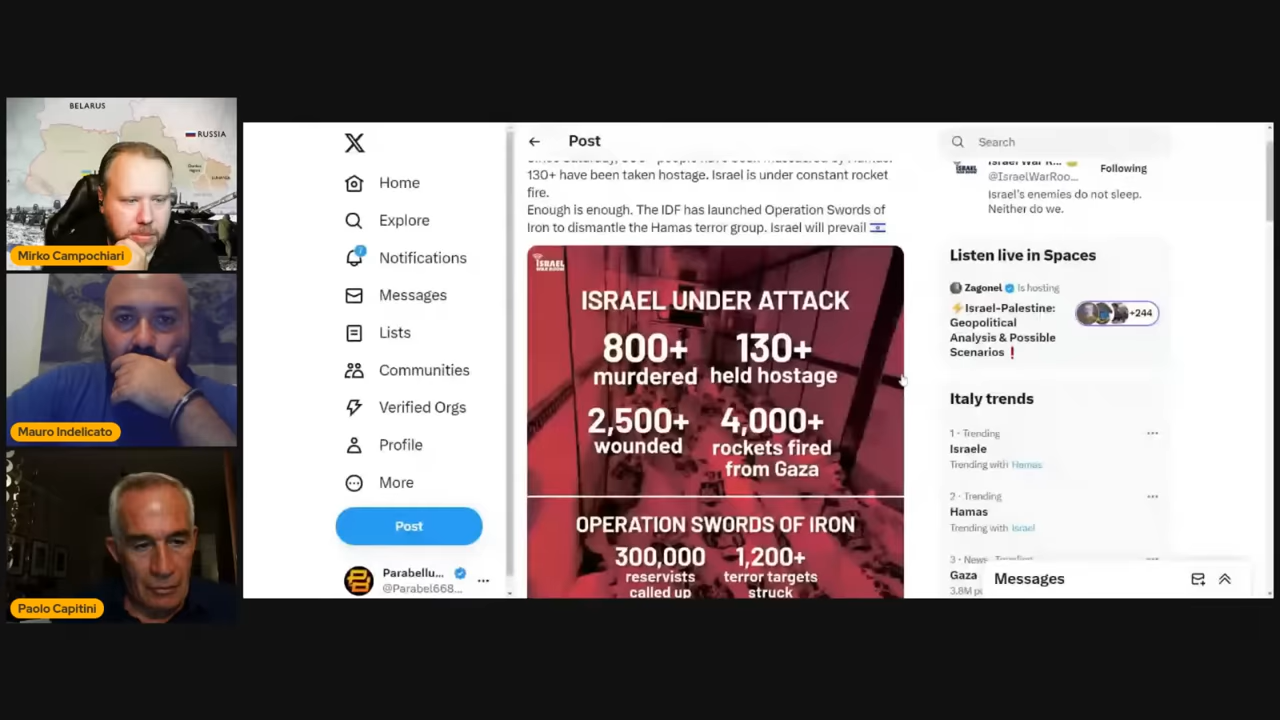 BELARUS
RUSSIA
Mirko Campochiari
Mauro Indelicato
Paolo Capitini
X
Home
Explore
Notifications
Messages
Lists
Communities
Verified Orgs
Profile
More
Post
Parabellu...
@Parabel668...
Post
130+ have been taken hostage. Israel is under constant rocket
fire.
Enough is enough. The IDF has launched Operation Swords of
Iron to dismantle the Hamas terror group. Israel will prevail
ISRAEL
ISRAEL UNDER ATTACK
800+ 130+
murdered held hostage
2,500+ 4,000+
wounded rockets fired
from Gaza
OPERATION SWORDS OF IRON
300,000 1,200+
reservists terror targets
called up struck
Search
@IsraelWarRoo...
Following
Israel's enemies do not sleep.
Neither do we.
Listen live in Spaces
Zagonel is hosting
Israel-Palestine:
Geopolitical
Analysis & Possible
Scenarios
+244
Italy trends
1 · Trending
Israele
Trending with Hamas
2 · Trending
Hamas
Trending with Israel
Gaza
Messages